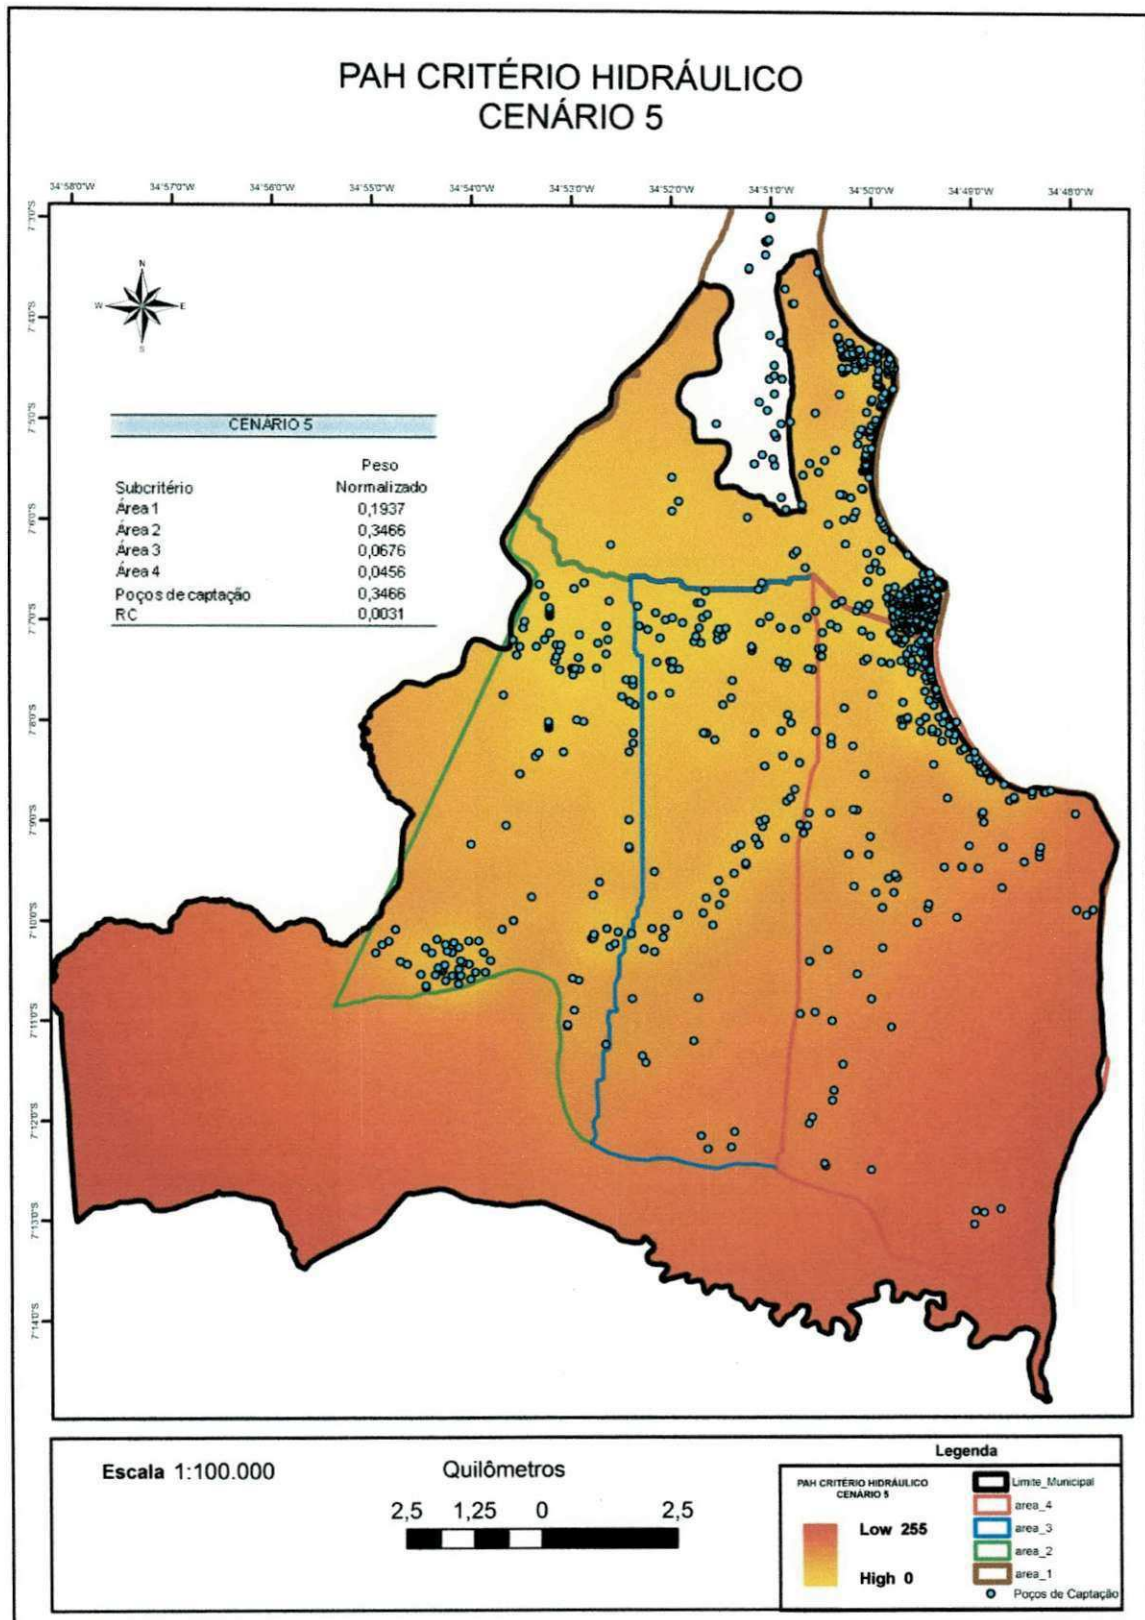 PAH CRITÉRIO HIDRÁULICO
CENÁRIO 5
34°58'0"W 34°57'0"W 34°56'0"W 34°55'0"W 34°54'0"W 34°53'0"W 34°52'0"W 34°51'0"W 34°50'0"W 34°49'0"W 34°48'0"W
7°3'0"S
7°4'0"S
7°5'0"S
7°6'0"S
7°7'0"S
7°8'0"S
7°9'0"S
7°10'0"S
7°11'0"S
7°12'0"S
7°13'0"S
7°14'0"S
N
W E
S
CENÁRIO 5
Peso
Subcritério Normalizado
Área 1 0,1937
Área 2 0,3466
Área 3 0,0676
Área 4 0,0456
Poços de captação 0,3466
RC 0,0031
Escala 1:100.000
Quilômetros
2,5 1,25 0 2,5
Legenda
PAH CRITÉRIO HIDRÁULICO
CENÁRIO 5
Low 255
High 0
Limite_Municipal
area_4
area_3
area_2
area_1
Poços de Captação